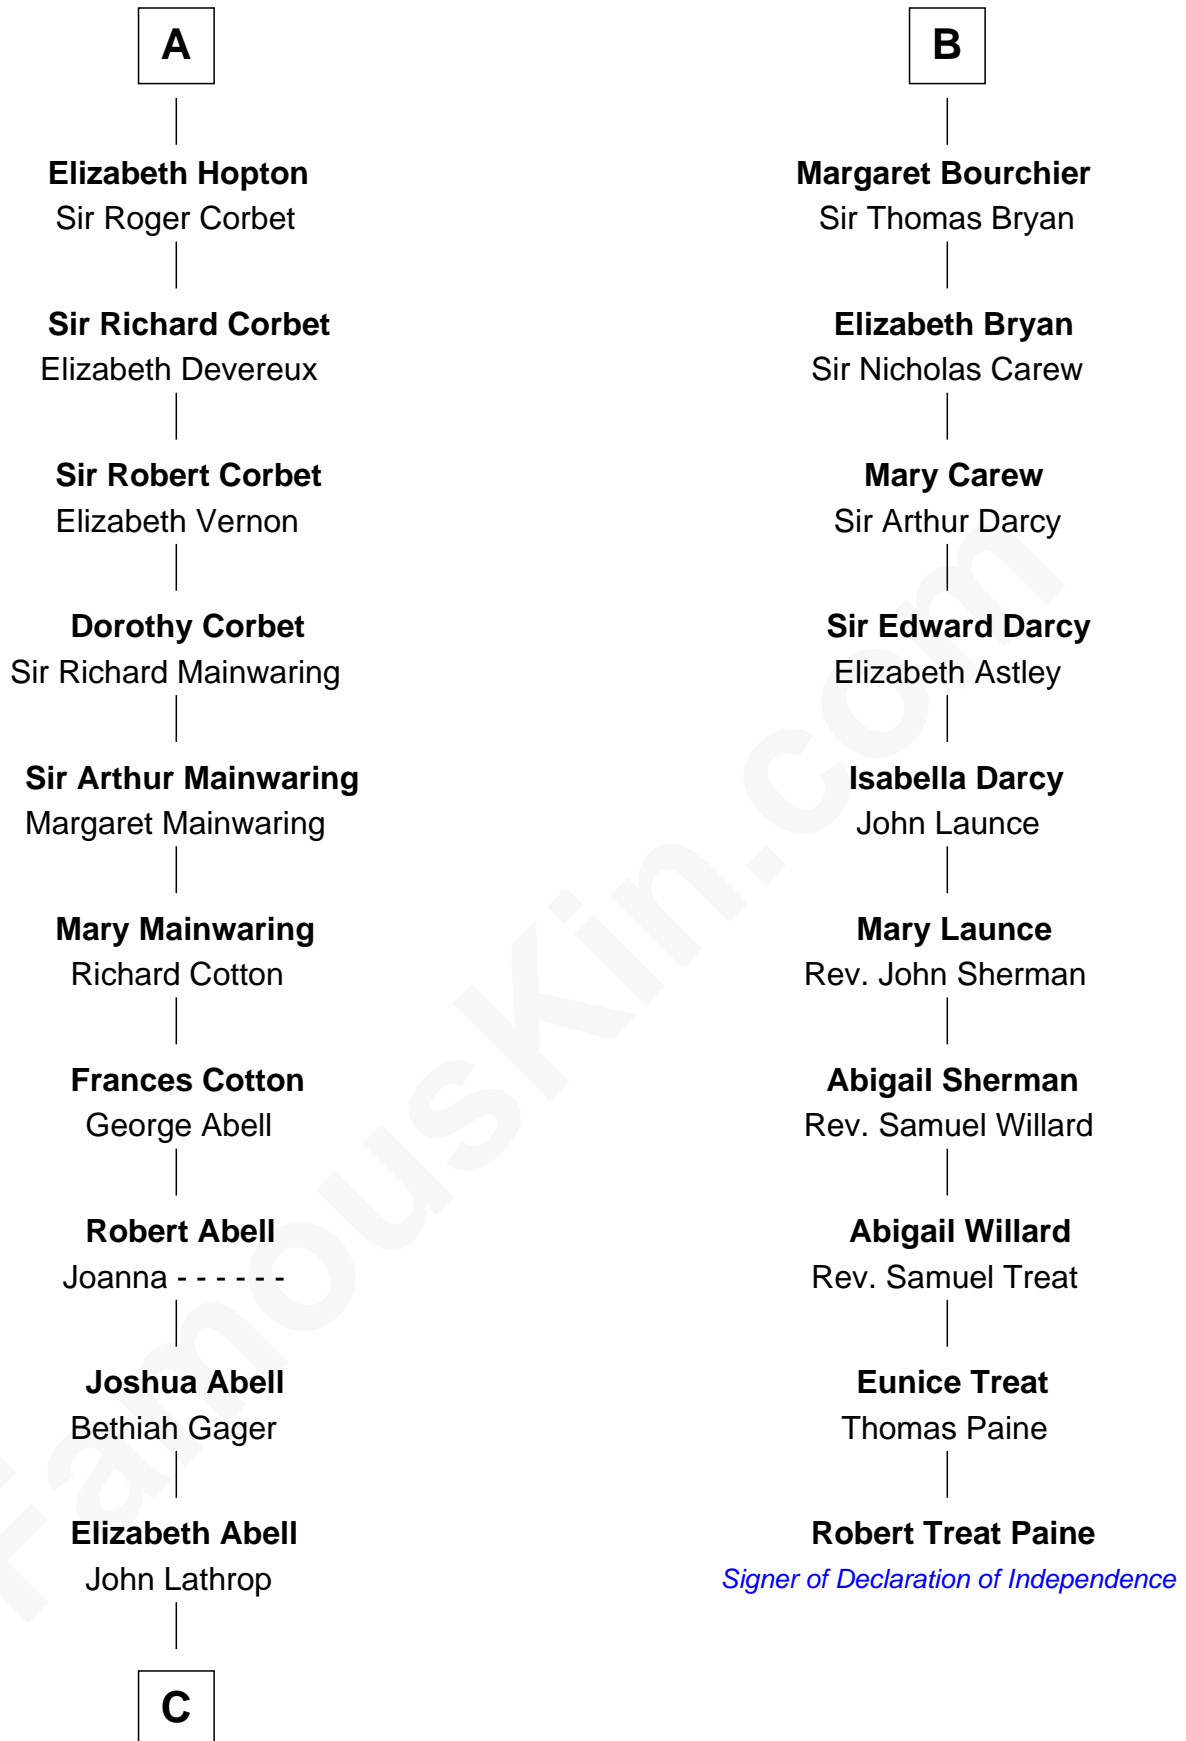 A
Elizabeth Hopton
Sir Roger Corbet
Sir Richard Corbet
Elizabeth Devereux
Sir Robert Corbet
Elizabeth Vernon
Dorothy Corbet
Sir Richard Mainwaring
Sir Arthur Mainwaring
Margaret Mainwaring
Mary Mainwaring
Richard Cotton
Frances Cotton
George Abell
Robert Abell
Joanna - - - - - -
Joshua Abell
Bethiah Gager
Elizabeth Abell
John Lathrop
C
B
Margaret Bourchier
Sir Thomas Bryan
Elizabeth Bryan
Sir Nicholas Carew
Mary Carew
Sir Arthur Darcy
Sir Edward Darcy
Elizabeth Astley
Isabella Darcy
John Launce
Mary Launce
Rev. John Sherman
Abigail Sherman
Rev. Samuel Willard
Abigail Willard
Rev. Samuel Treat
Eunice Treat
Thomas Paine
Robert Treat Paine
Signer of Declaration of Independence
FamousKin.com